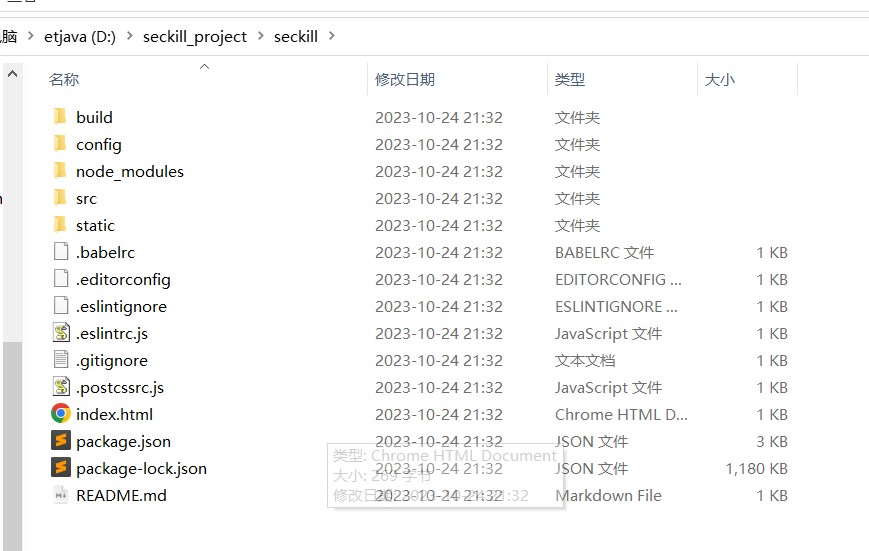 脑 > etjava (D:) > seckill_project > seckill >
名称 修改日期 类型 大小
build 2023-10-24 21:32 文件夹
config 2023-10-24 21:32 文件夹
node_modules 2023-10-24 21:32 文件夹
src 2023-10-24 21:32 文件夹
static 2023-10-24 21:32 文件夹
.babelrc 2023-10-24 21:32 BABELRC 文件 1 KB
.editorconfig 2023-10-24 21:32 EDITORCONFIG ... 1 KB
.eslintignore 2023-10-24 21:32 ESLINTIGNORE ... 1 KB
.eslintrc.js 2023-10-24 21:32 JavaScript 文件 1 KB
.gitignore 2023-10-24 21:32 文本文档 1 KB
.postcssrc.js 2023-10-24 21:32 JavaScript 文件 1 KB
index.html 2023-10-24 21:32 Chrome HTML D... 1 KB
package.json 2023-10-24 21:32 JSON 文件 3 KB
类型: Chrome HTML Document
package-lock.json 2023-10-24 21:32 JSON 文件 1,180 KB
大小: 269 字节
README.md 2023-10-24 21:32 Markdown File 1 KB
修改日期: 2023-10-24 21:32